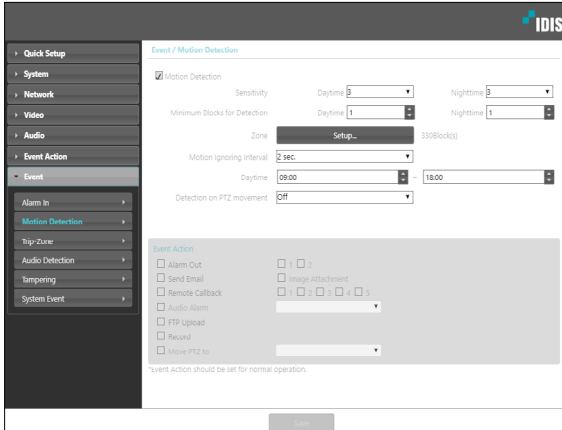 IDIS
Quick Setup
System
Network
Video
Audio
Event Action
Event
Alarm In
Motion Detection
Trip-Zone
Audio Detection
Tampering
System Event
Event / Motion Detection
Motion Detection
Sensitivity Daytime 3 Nighttime 3
Minimum Blocks for Detection Daytime 1 Nighttime 1
Zone Setup... 330Block(s)
Motion Ignoring Interval 2 sec.
Daytime 09:00 ~ 18:00
Detection on PTZ movement Off
Event Action
Alarm Out 1 2
Send Email Image Attachment
Remote Callback 1 2 3 4 5
Audio Alarm
FTP Upload
Record
Move PTZ to
*Event Action should be set for normal operation.
Save